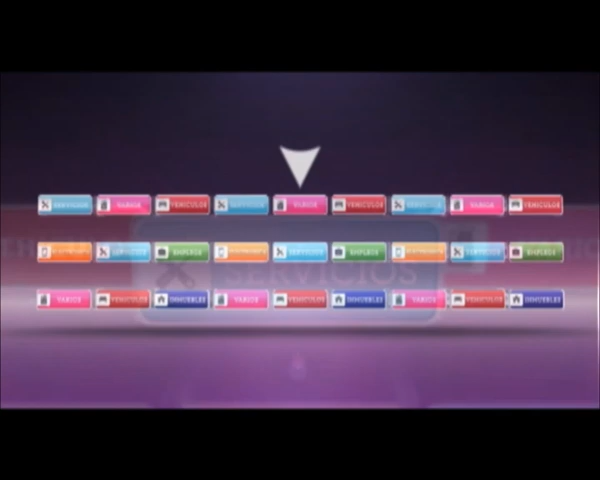 SERVICIOS VARIOS VEHICULOS SERVICIOS VARIOS VEHICULOS SERVICIOS VARIOS VEHICULOS
SERVICIOS EMPLEOS SERVICIOS EMPLEOS SERVICIOS EMPLEOS
SERVICIOS
VARIOS VEHICULOS INMUEBLES VARIOS VEHICULOS INMUEBLES VARIOS VEHICULOS INMUEBLES